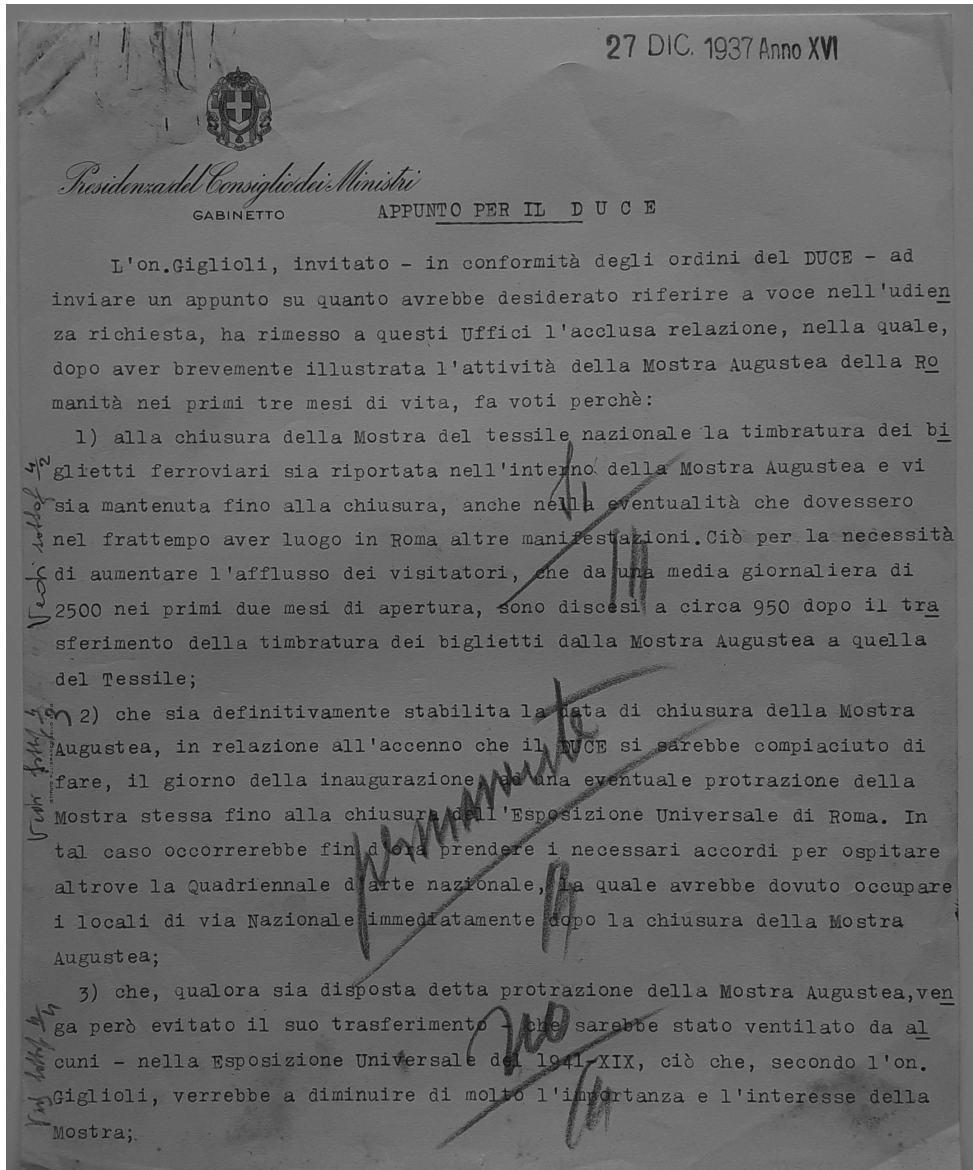 27 DIC. 1937 Anno XVI
Presidenza del Consiglio dei Ministri
GABINETTO
APPUNTO PER IL D U C E
L'on.Giglioli, invitato - in conformità degli ordini del DUCE - ad
inviare un appunto su quanto avrebbe desiderato riferire a voce nell'udien
za richiesta, ha rimesso a questi Uffici l'acclusa relazione, nella quale,
dopo aver brevemente illustrata l'attività della Mostra Augustea della Ro
manità nei primi tre mesi di vita, fa voti perchè:
1) alla chiusura della Mostra del tessile nazionale la timbratura dei bi
glietti ferroviari sia riportata nell'interno della Mostra Augustea e vi
sia mantenuta fino alla chiusura, anche nella eventualità che dovessero
nel frattempo aver luogo in Roma altre manifestazioni.Ciò per la necessità
di aumentare l'afflusso dei visitatori, che da una media giornaliera di
2500 nei primi due mesi di apertura, sono discesi a circa 950 dopo il tra
sferimento della timbratura dei biglietti dalla Mostra Augustea a quella
del Tessile;
2) che sia definitivamente stabilita la data di chiusura della Mostra
Augustea, in relazione all'accenno che il DUCE si sarebbe compiaciuto di
fare, il giorno della inaugurazione, ad una eventuale protrazione della
Mostra stessa fino alla chiusura dell'Esposizione Universale di Roma. In
tal caso occorrerebbe fin d'ora prendere i necessari accordi per ospitare
altrove la Quadriennale d'arte nazionale, la quale avrebbe dovuto occupare
i locali di via Nazionale immediatamente dopo la chiusura della Mostra
Augustea;
3) che, qualora sia disposta detta protrazione della Mostra Augustea,ven
ga però evitato il suo trasferimento - che sarebbe stato ventilato da al
cuni - nella Esposizione Universale del 1941-XIX, ciò che, secondo l'on.
Giglioli, verrebbe a diminuire di molto l'importanza e l'interesse della
Mostra;
permanente
Vedi sottof 4/2
Vedi sottof 4/3
Vedi sottof 4/4